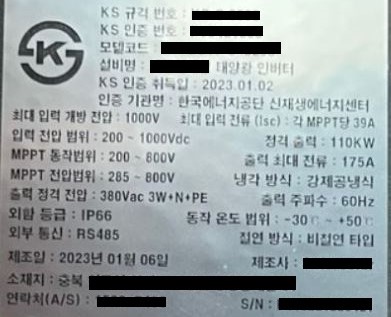 KS
KS 규격 번호 :
KS 인증 번호 :
모델코드 :
설비명 : 태양광 인버터
KS 인증 취득일 : 2023.01.02
인증 기관명 : 한국에너지공단 신재생에너지센터
최대 입력 개방 전압 : 1000V 최대 입력 전류 (Isc) : 각 MPPT당 39A
입력 전압 범위 : 200 ~ 1000Vdc 정격 출력 : 110KW
MPPT 동작범위 : 200 ~ 800V 출력 최대 전류 : 175A
MPPT 전압범위 : 285 ~ 800V 냉각 방식 : 강제공냉식
출력 정격 전압 : 380Vac 3W+N+PE 출력 주파수 : 60Hz
외함 등급 : IP66 동작 온도 범위 : -30℃ ~ +50℃
외부 통신 : RS485 절연 방식 : 비절연 타입
제조일 : 2023년 01월 06일 제조사 :
소재지 : 충북
연락처(A/S) : S/N :